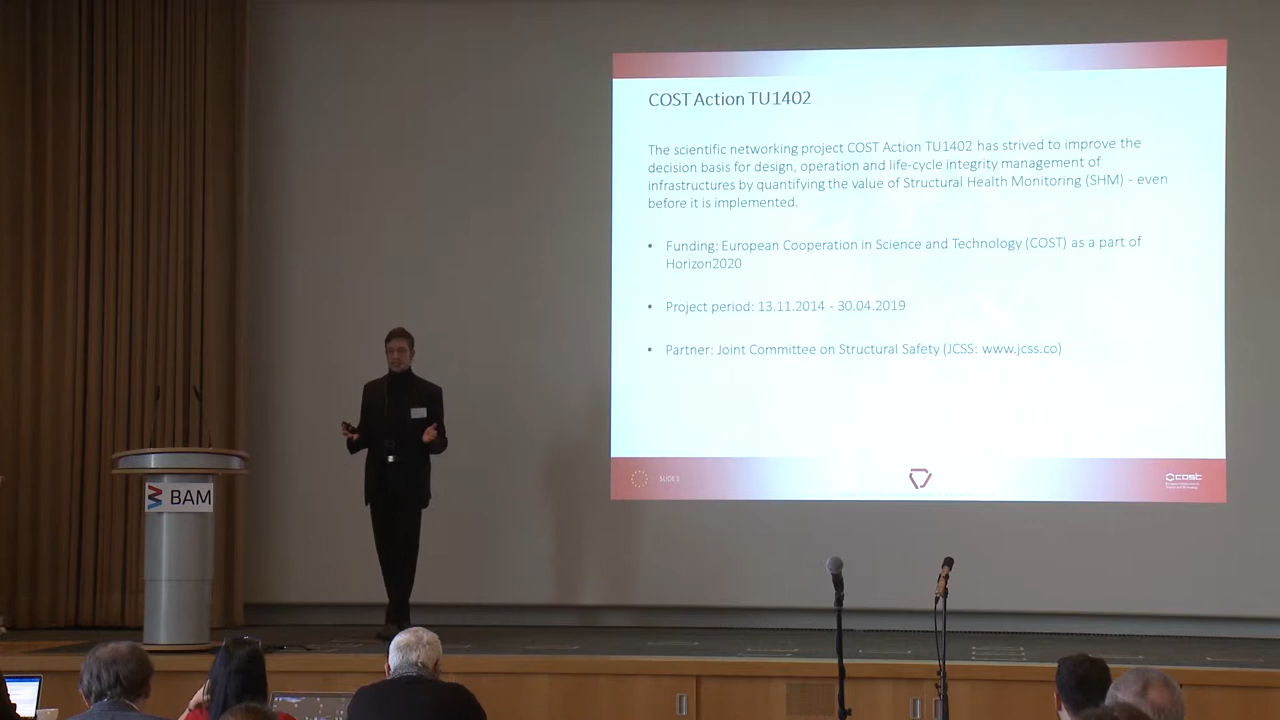 COST Action TU1402
The scientific networking project COST Action TU1402 has strived to improve the
decision basis for design, operation and life-cycle integrity management of
infrastructures by quantifying the value of Structural Health Monitoring (SHM) - even
before it is implemented.
• Funding: European Cooperation in Science and Technology (COST) as a part of
Horizon2020
• Project period: 13.11.2014 - 30.04.2019
• Partner: Joint Committee on Structural Safety (JCSS: www.jcss.co)
cost
BAM